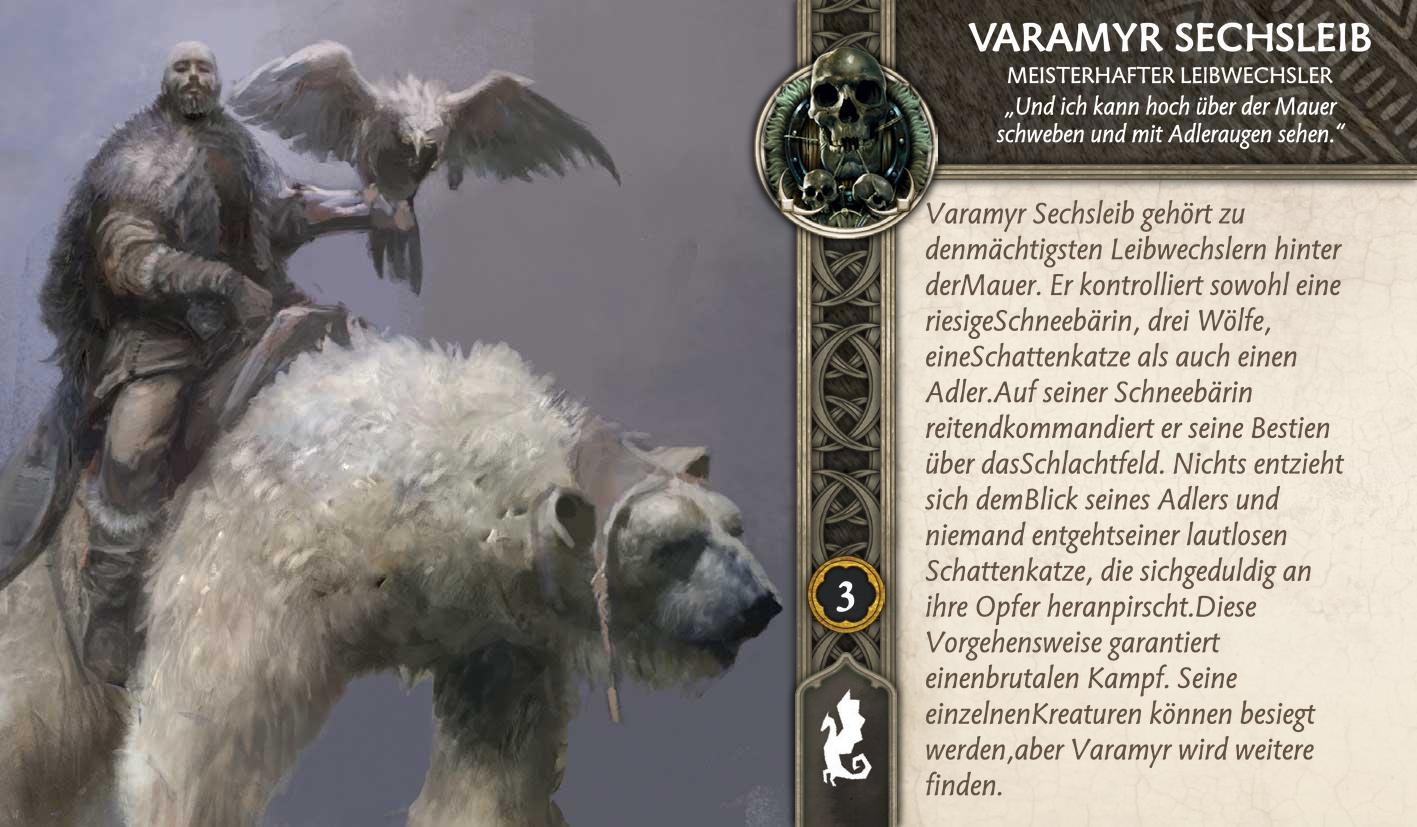 VARAMYR SECHSLEIB
MEISTERHAFTER LEIBWECHSLER
„Und ich kann hoch über der Mauer
schweben und mit Adleraugen sehen.“
Varamyr Sechsleib gehört zu
denmächtigsten Leibwechslern hinter
derMauer. Er kontrolliert sowohl eine
riesigeSchneebärin, drei Wölfe,
eineSchattenkatze als auch einen
Adler.Auf seiner Schneebärin
reitendkommandiert er seine Bestien
über dasSchlachtfeld. Nichts entzieht
sich demBlick seines Adlers und
niemand entgehtseiner lautlosen
Schattenkatze, die sichgeduldig an
ihre Opfer heranpirscht.Diese
Vorgehensweise garantiert
einenbrutalen Kampf. Seine
einzelnenKreaturen können besiegt
werden,aber Varamyr wird weitere
finden.
3